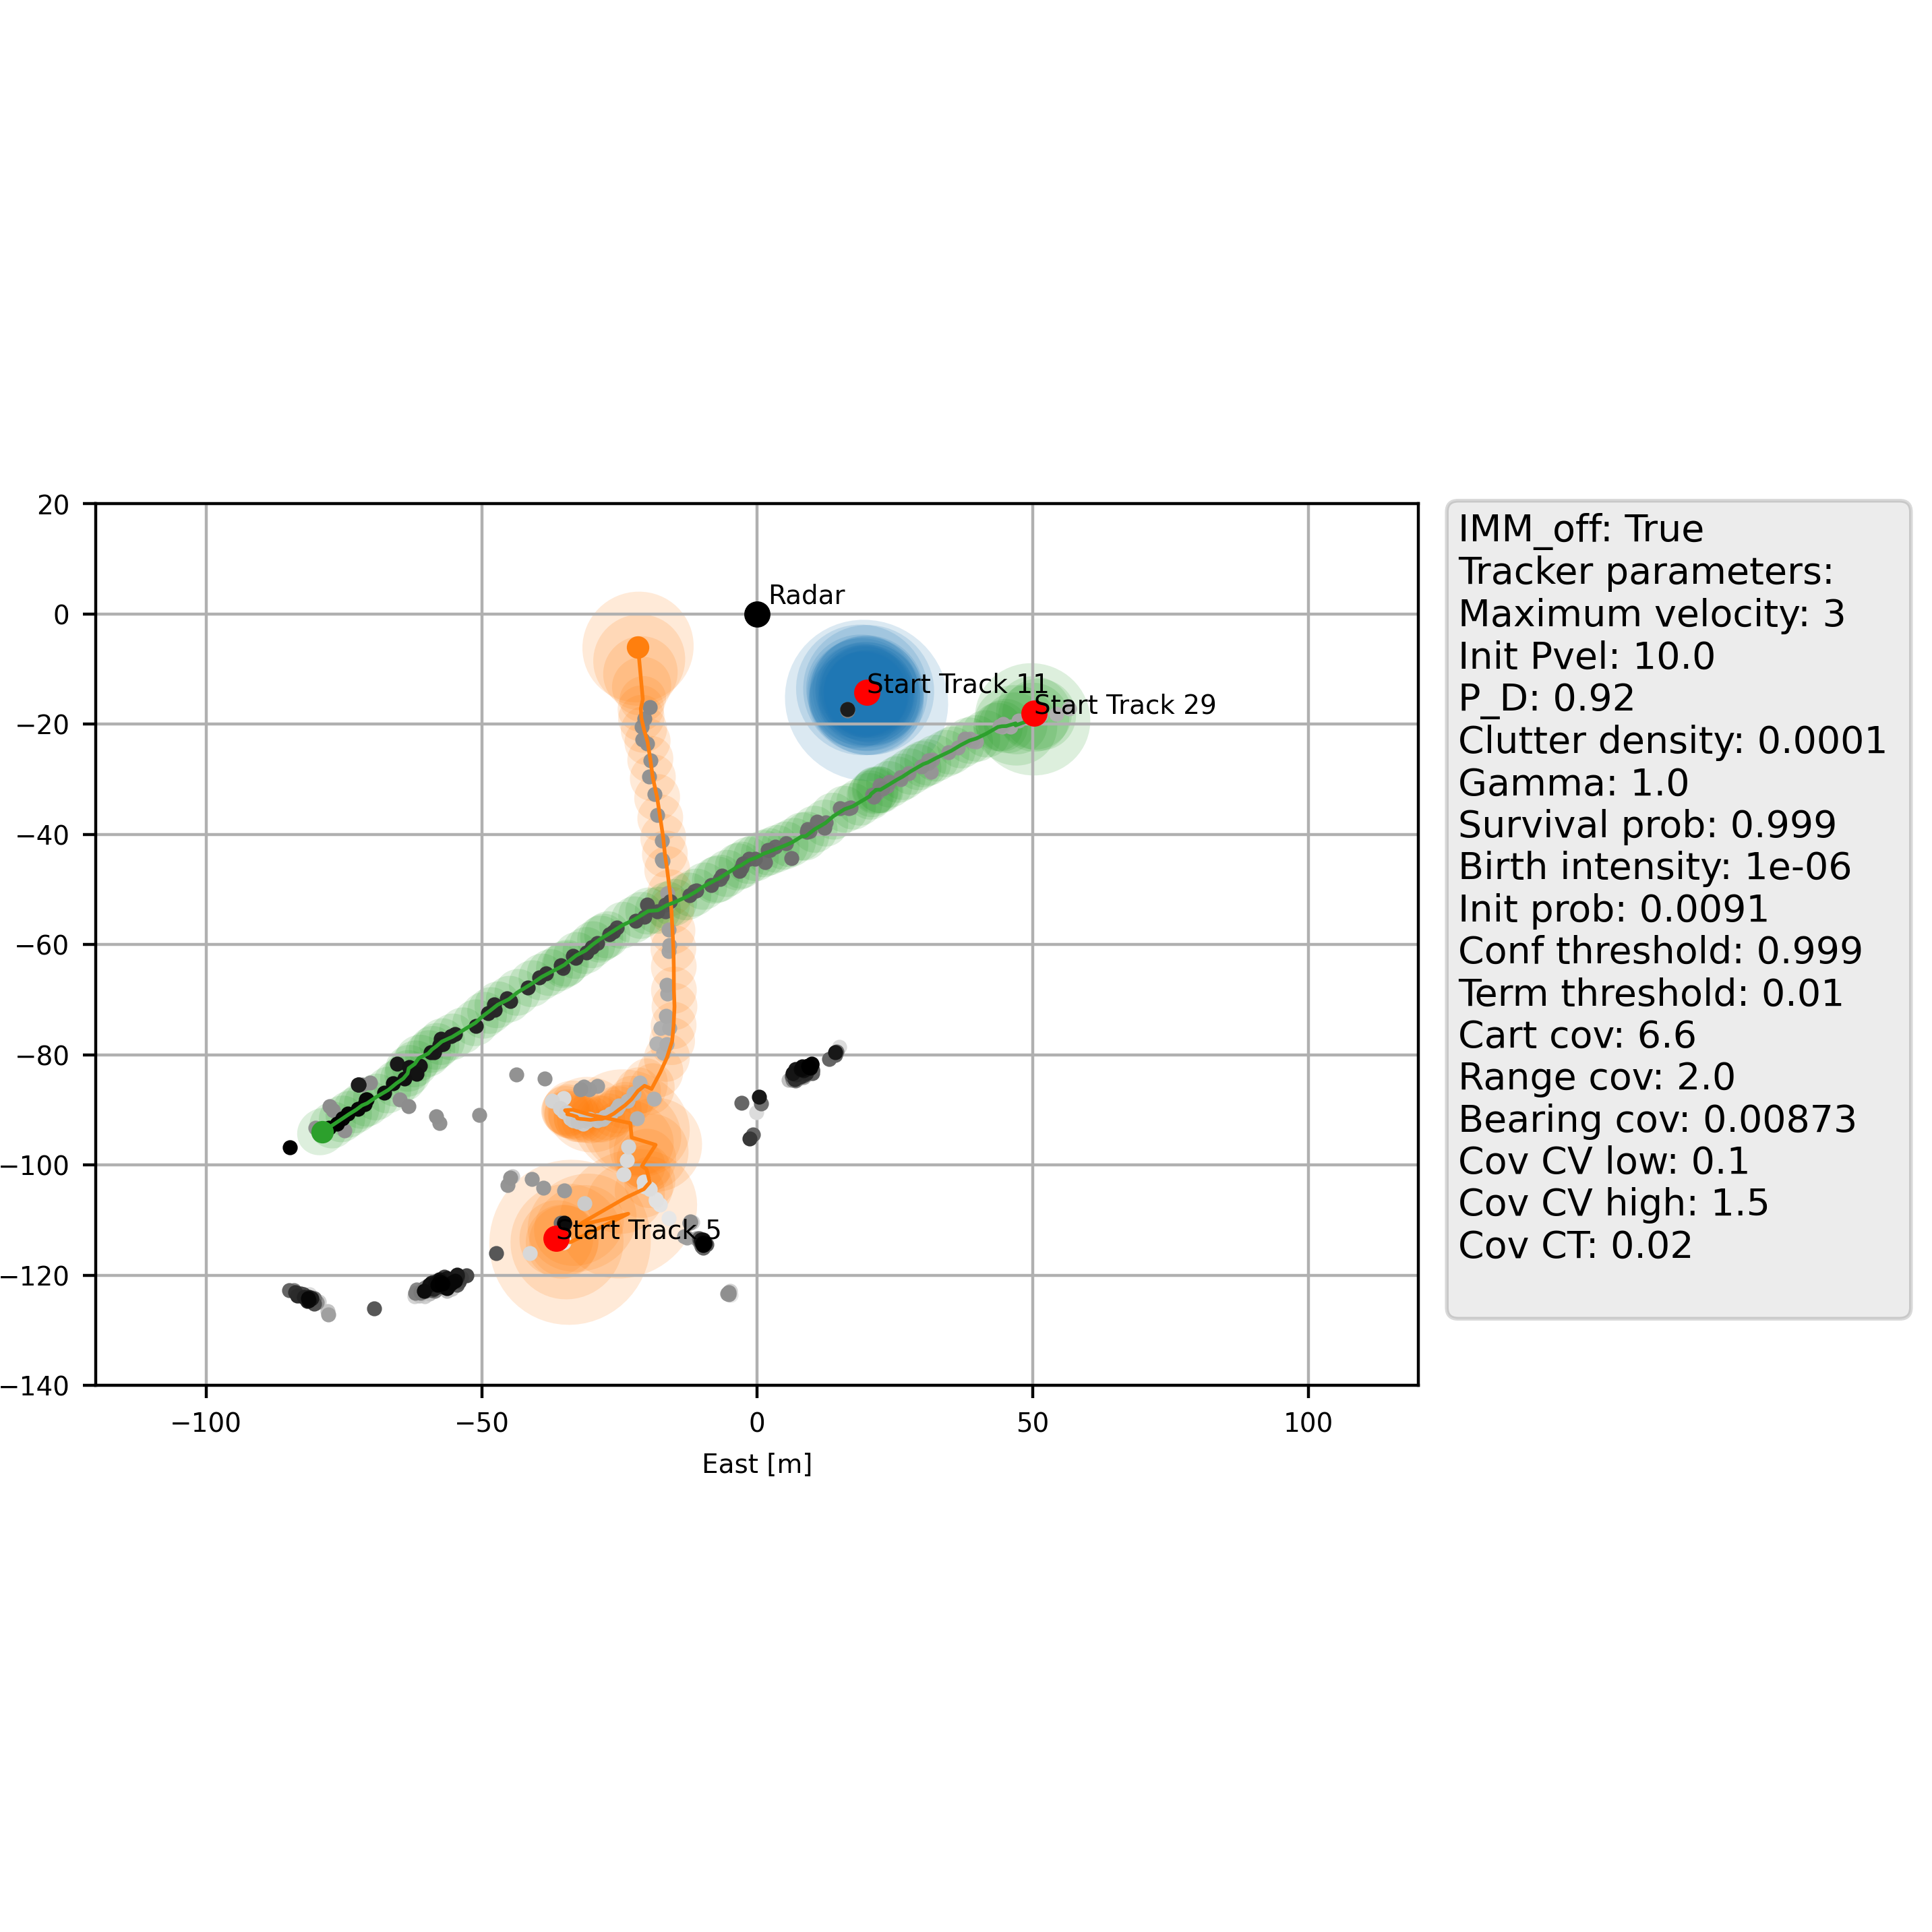 20
0
−20
−40
−60
−80
−100
−120
−140
−100
−50
0
50
100
East [m]
Radar
Start Track 11
Start Track 29
Start Track 5
IMM_off: True
Tracker parameters:
Maximum velocity: 3
Init Pvel: 10.0
P_D: 0.92
Clutter density: 0.0001
Gamma: 1.0
Survival prob: 0.999
Birth intensity: 1e-06
Init prob: 0.0091
Conf threshold: 0.999
Term threshold: 0.01
Cart cov: 6.6
Range cov: 2.0
Bearing cov: 0.00873
Cov CV low: 0.1
Cov CV high: 1.5
Cov CT: 0.02